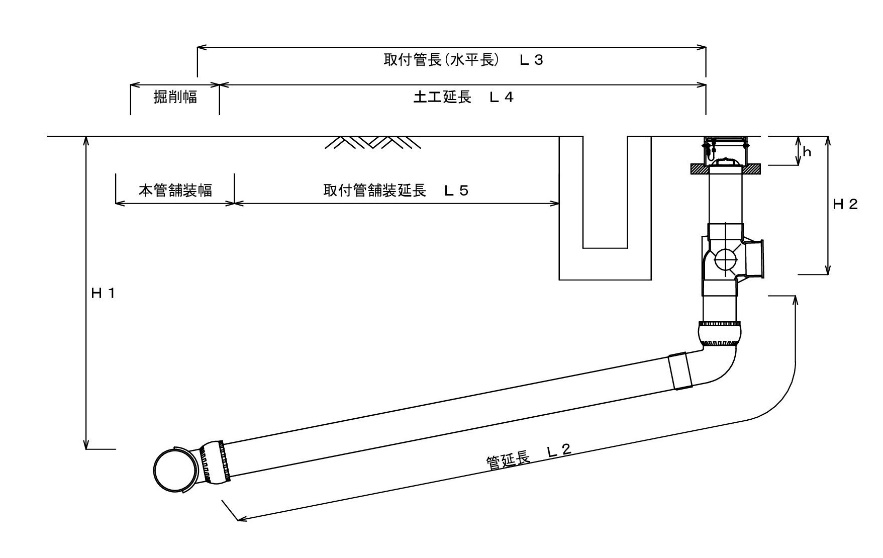 取付管長(水平長) L3
掘削幅
土工延長 L4
h
本管舗装幅
取付管舗装延長 L5
H2
H1
管延長 L2